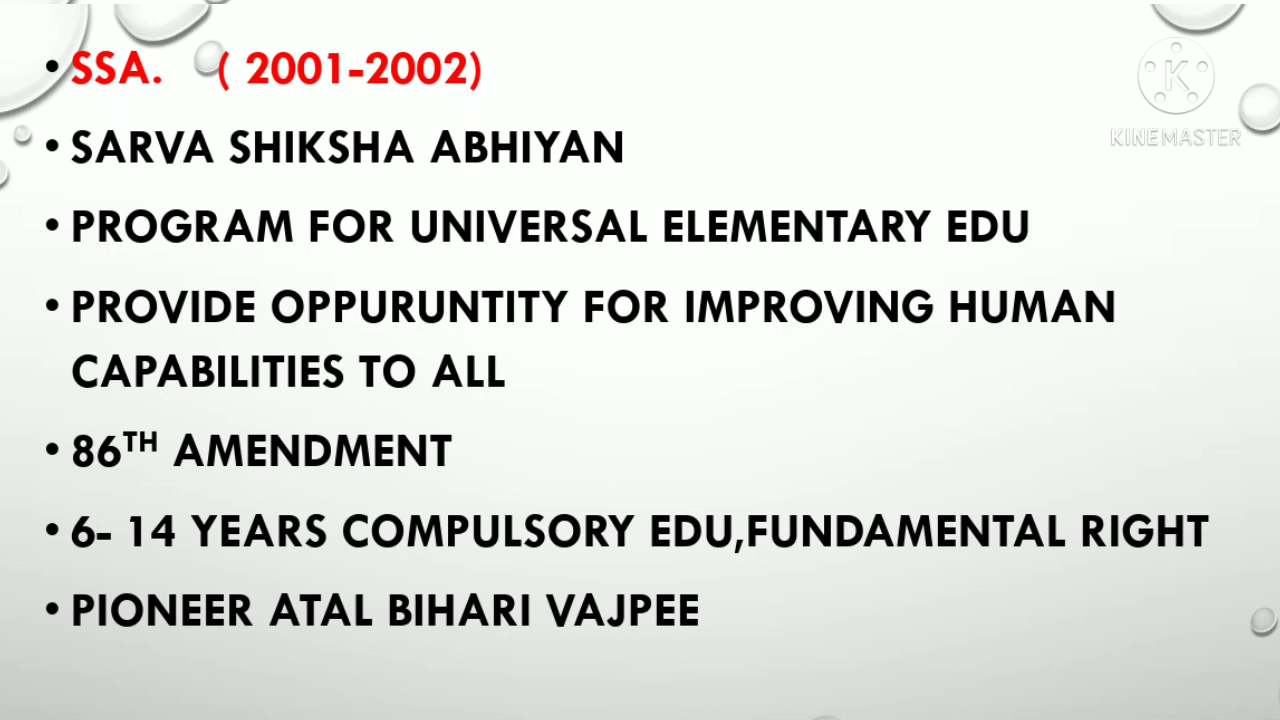 • SSA. ( 2001-2002)
KINEMASTER
• SARVA SHIKSHA ABHIYAN
• PROGRAM FOR UNIVERSAL ELEMENTARY EDU
• PROVIDE OPPURUNTITY FOR IMPROVING HUMAN
CAPABILITIES TO ALL
• 86TH AMENDMENT
• 6- 14 YEARS COMPULSORY EDU,FUNDAMENTAL RIGHT
• PIONEER ATAL BIHARI VAJPEE